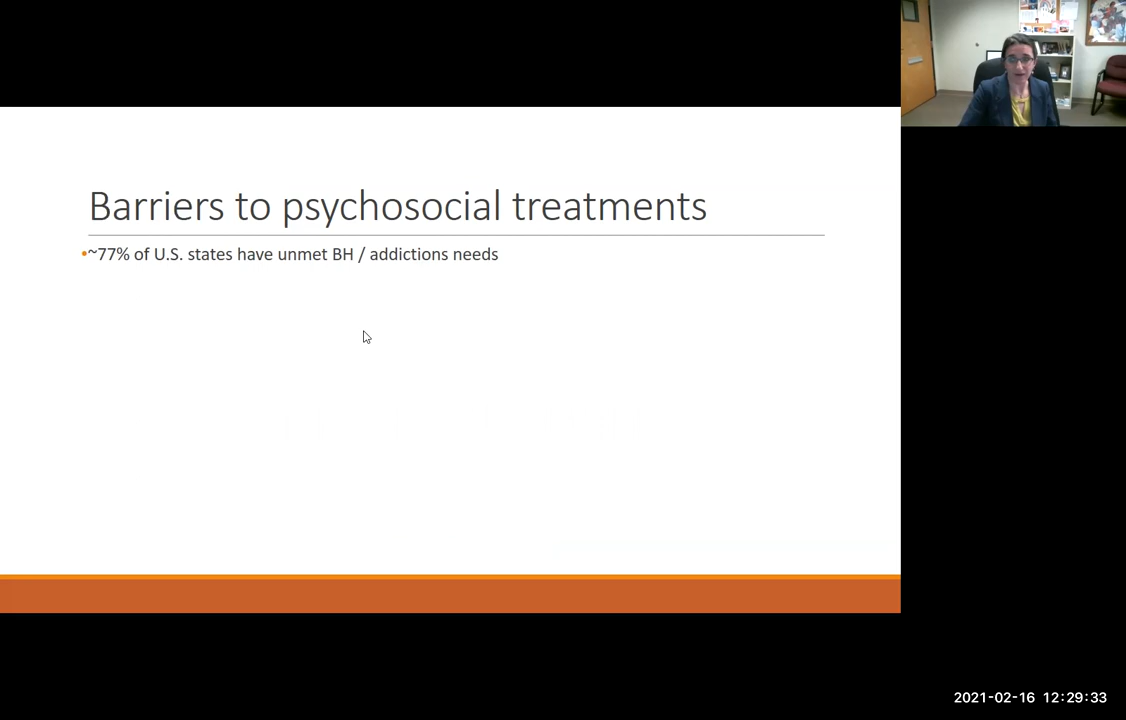 Barriers to psychosocial treatments
•~77% of U.S. states have unmet BH / addictions needs
2021-02-16 12:29:33